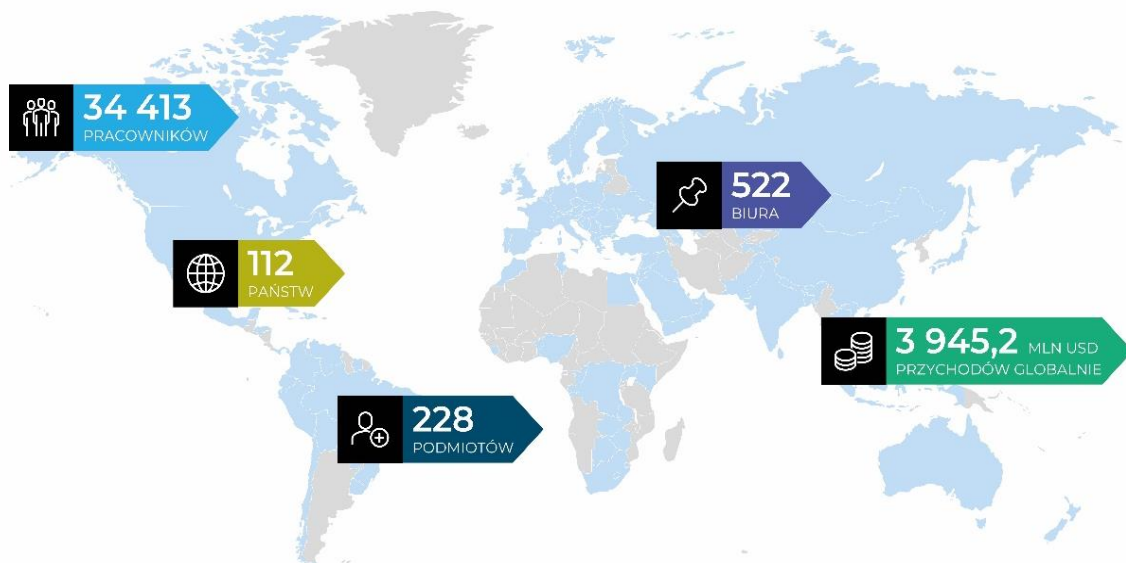 34 413
PRACOWNIKÓW
522
BIURA
112
PAŃSTW
3 945,2 MLN USD
PRZYCHODÓW GLOBALNIE
228
PODMIOTÓW